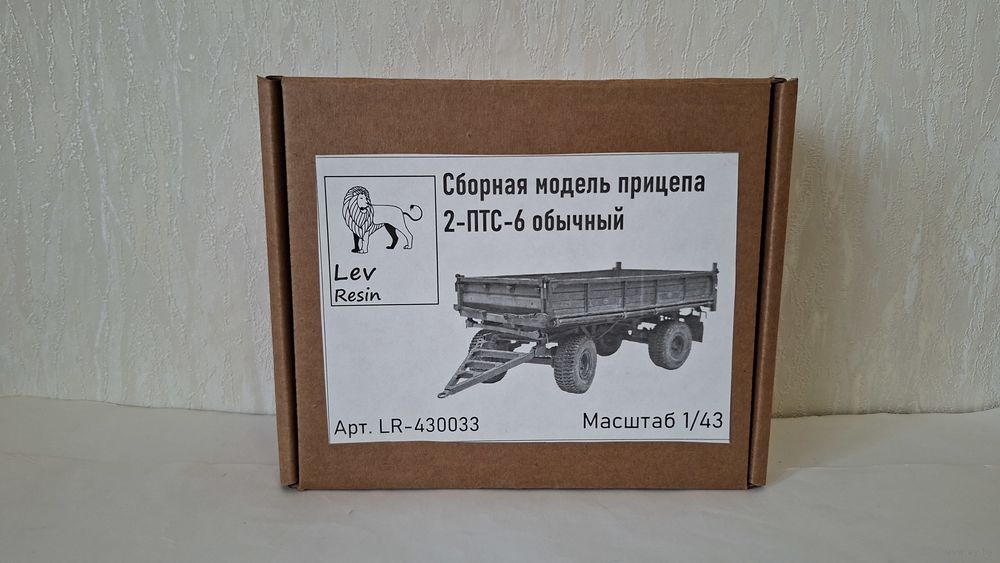 Сборная модель прицепа
2-ПТС-6 обычный
Lev
Resin
Арт. LR-430033
Масштаб 1/43